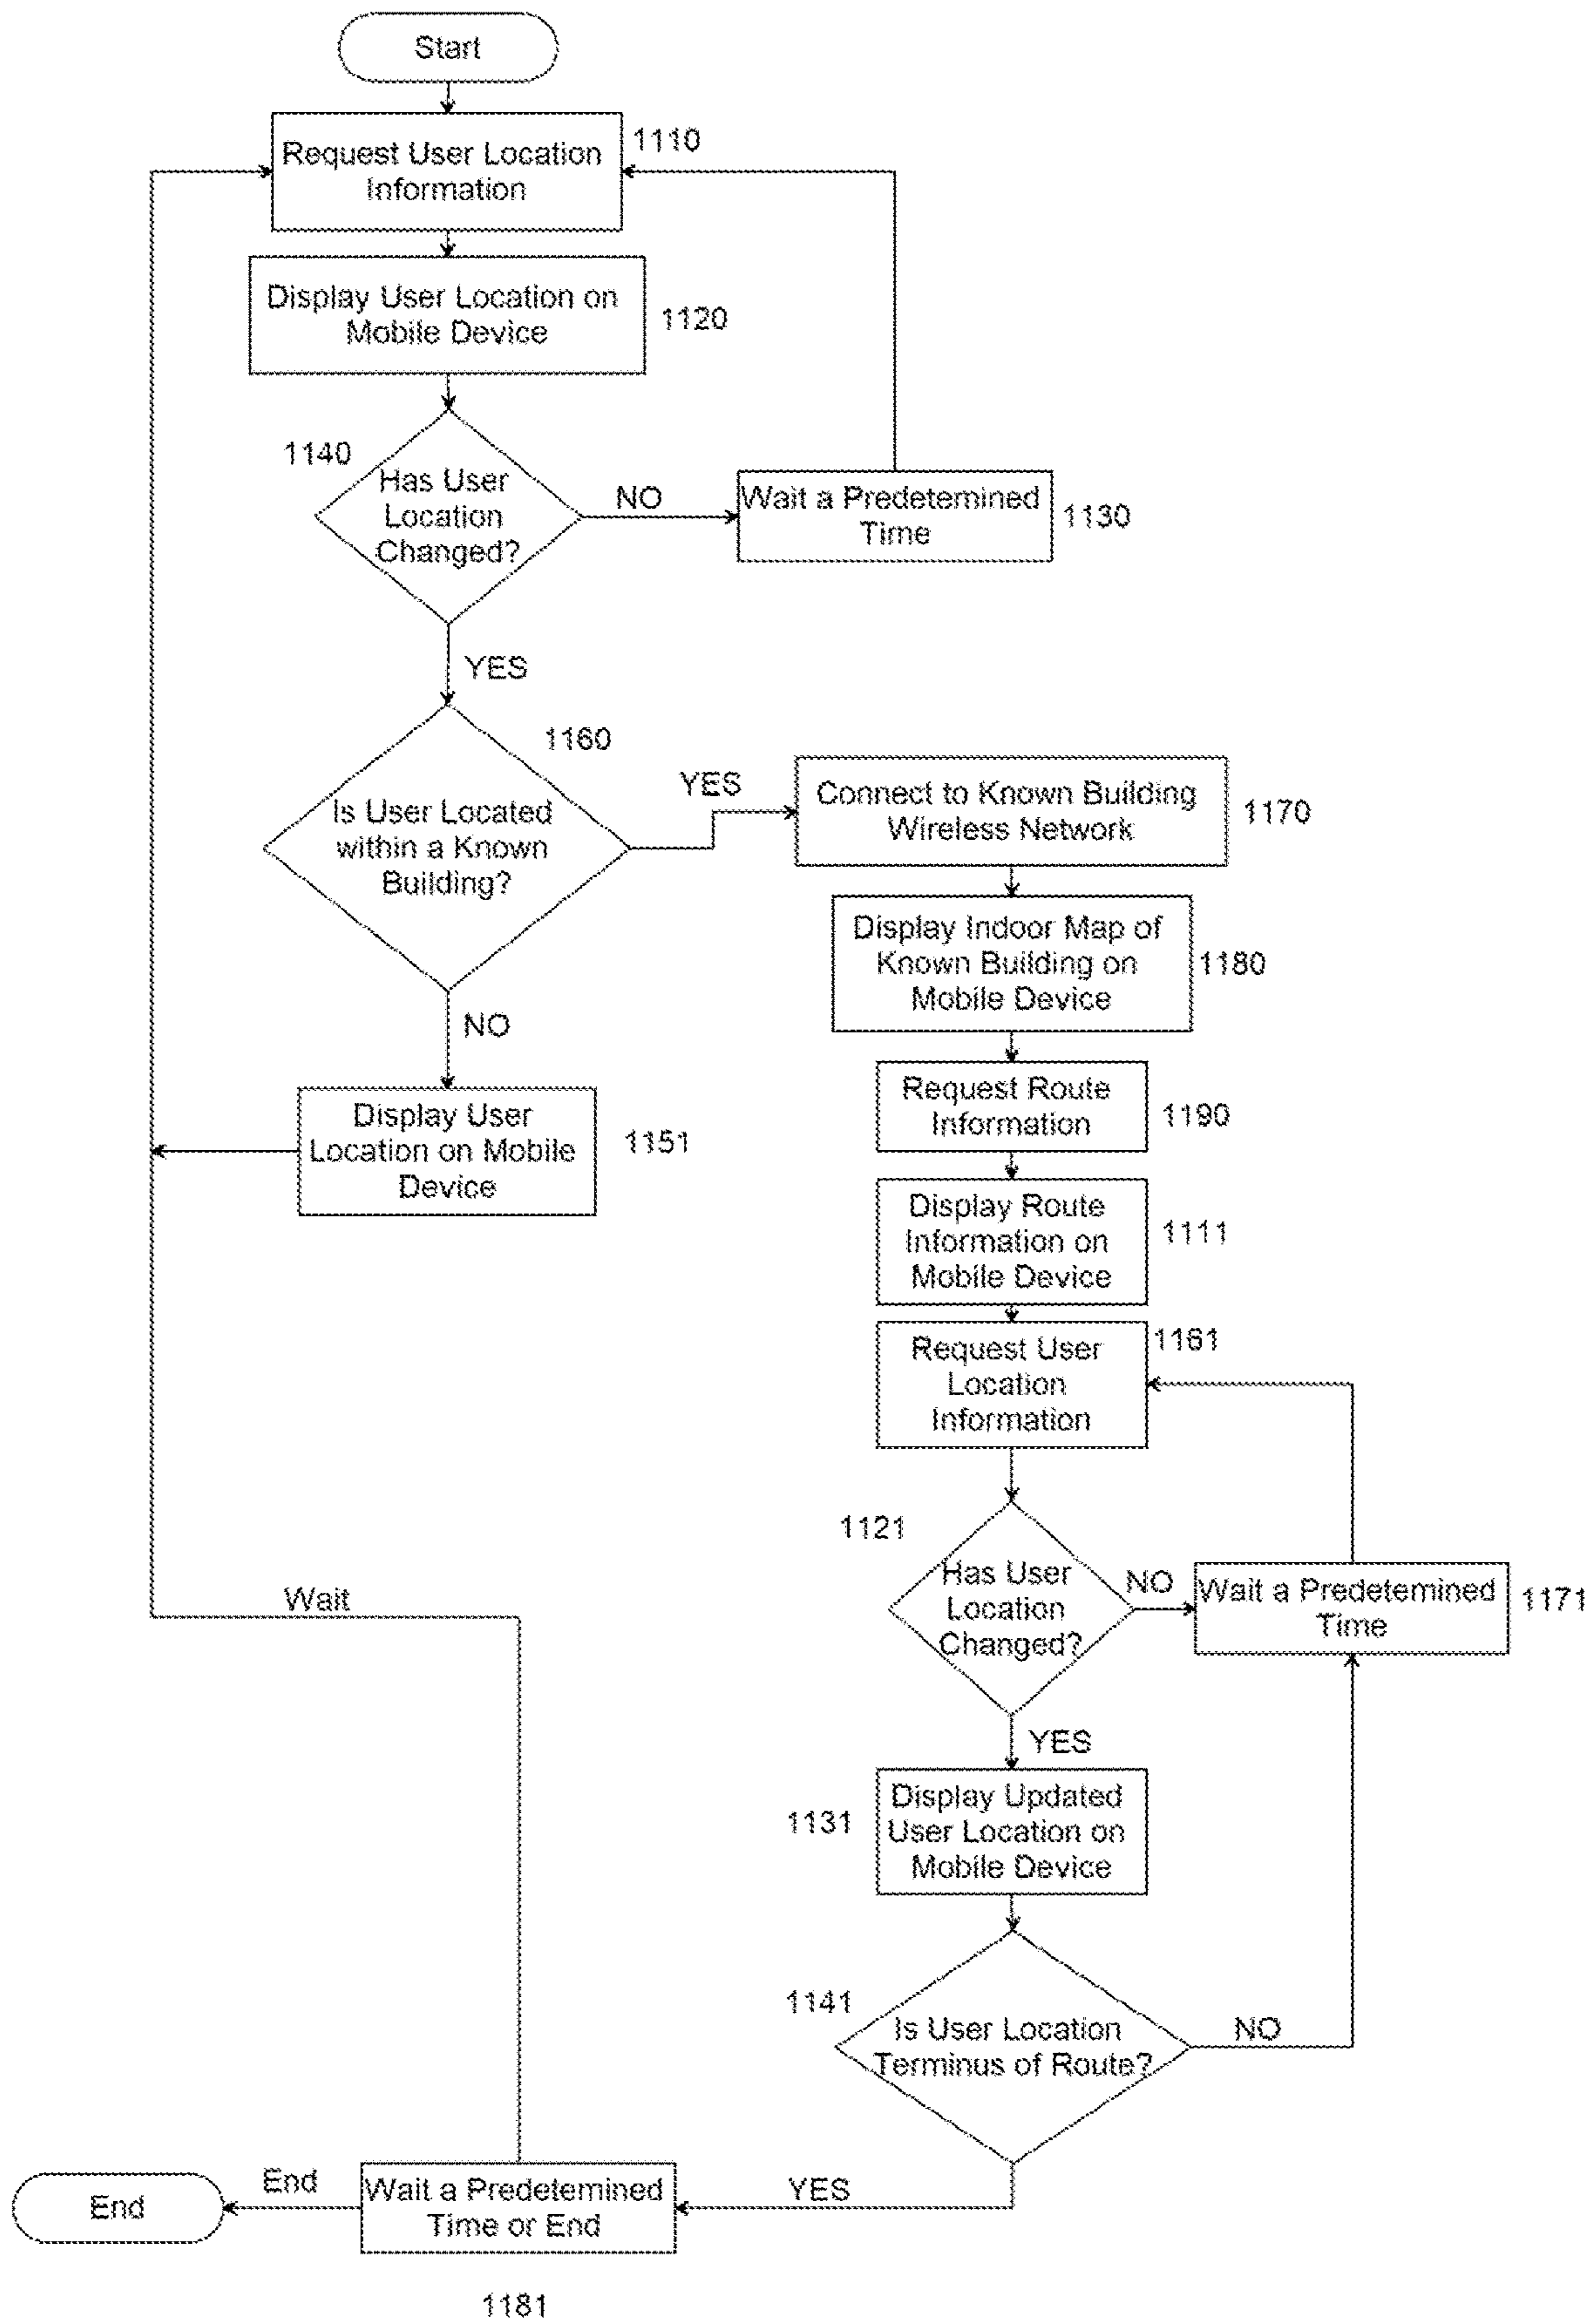 Start
Request User Location
Information
1110
Display User Location on
Mobile Device
1120
1140
Has User
Location
Changed?
NO
Wait a Predetemined
Time
1130
YES
1160
Is User Located
within a Known
Building?
YES
Connect to Known Building
Wireless Network
1170
Display Indoor Map of
Known Building on
Mobile Device
1180
NO
Request Route
Information
1190
Display User
Location on Mobile
Device
1151
Display Route
Information on
Mobile Device
1111
Request User
Location
Information
1161
1121
Has User
Location
Changed?
NO
Wait a Predetemined
Time
1171
Wait
YES
1131
Display Updated
User Location on
Mobile Device
1141
Is User Location
Terminus of Route?
NO
YES
Wait a Predetemined
Time or End
End
End
1181